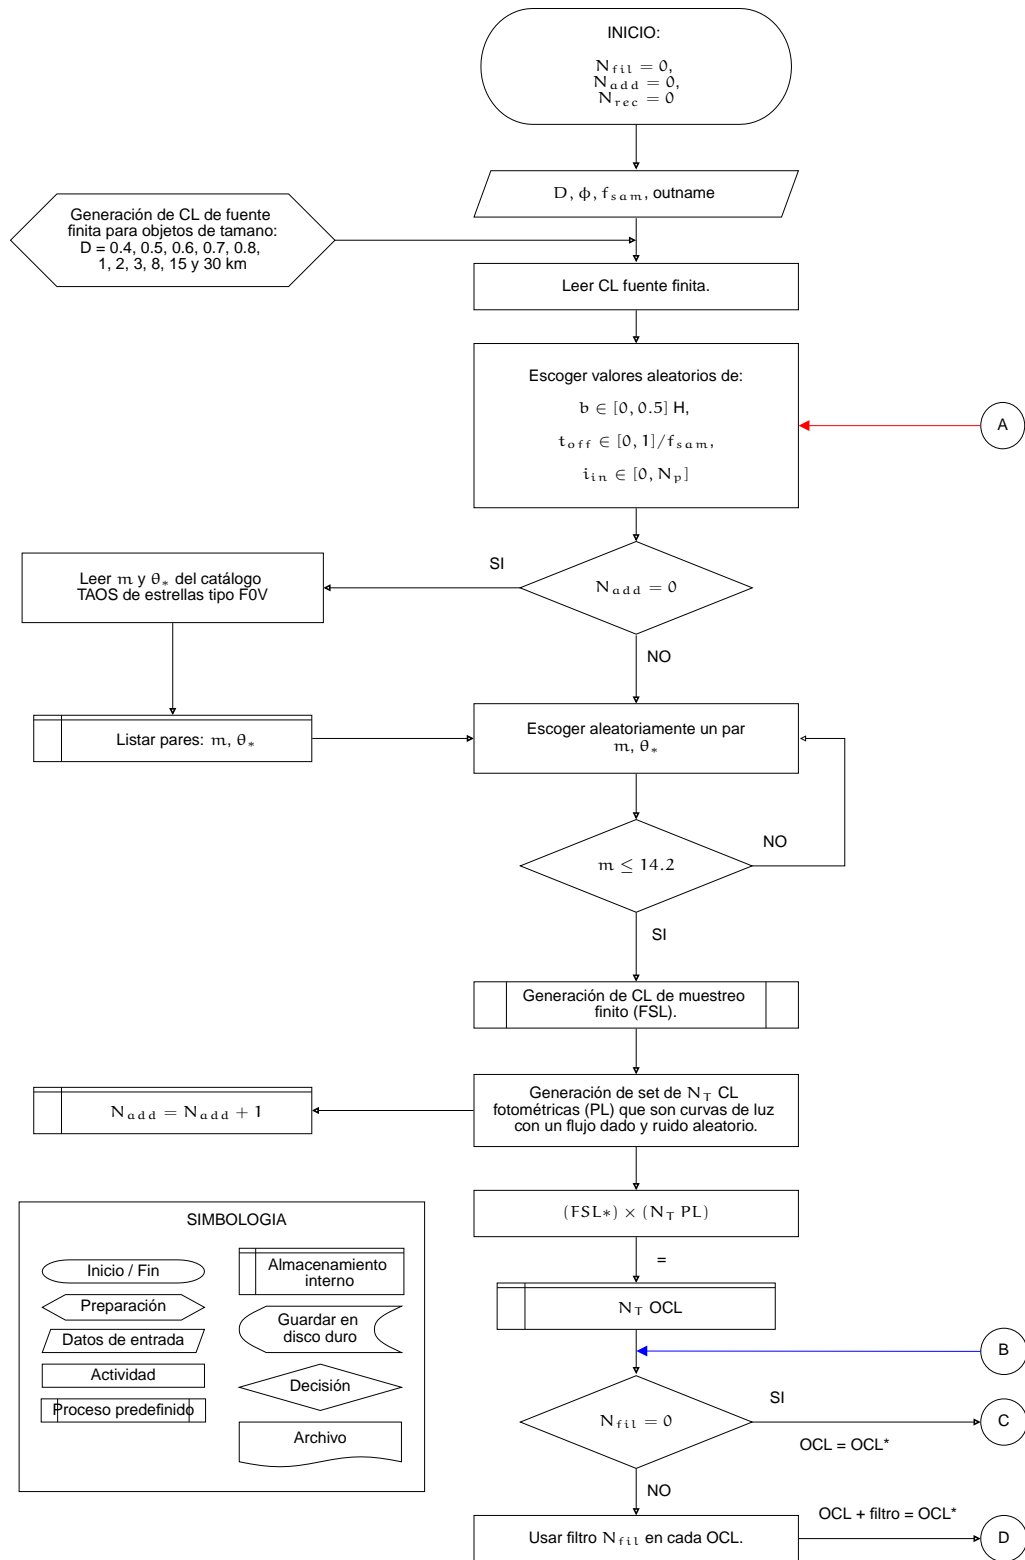 INICIO:
N_fil = 0,
N_add = 0,
N_rec = 0
D, ϕ, f_sam, outname
Generación de CL de fuente
finita para objetos de tamano:
D = 0.4, 0.5, 0.6, 0.7, 0.8,
1, 2, 3, 8, 15 y 30 km
Leer CL fuente finita.
Escoger valores aleatorios de:
b ∈ [0, 0.5] H,
t_off ∈ [0, 1]/f_sam,
i_in ∈ [0, N_p]
A
SI
N_add = 0
Leer m y θ_* del catálogo
TAOS de estrellas tipo F0V
NO
Listar pares: m, θ_*
Escoger aleatoriamente un par
m, θ_*
m ≤ 14.2
NO
SI
Generación de CL de muestreo
finito (FSL).
Generación de set de N_T CL
fotométricas (PL) que son curvas de luz
con un flujo dado y ruido aleatorio.
N_add = N_add + 1
(FSL*) × (N_T PL)
=
N_T OCL
B
N_fil = 0
SI
OCL = OCL*
C
NO
Usar filtro N_fil en cada OCL.
OCL + filtro = OCL*
D
SIMBOLOGIA
Inicio / Fin
Preparación
Datos de entrada
Actividad
Proceso predefinido
Almacenamiento
interno
Guardar en
disco duro
Decisión
Archivo